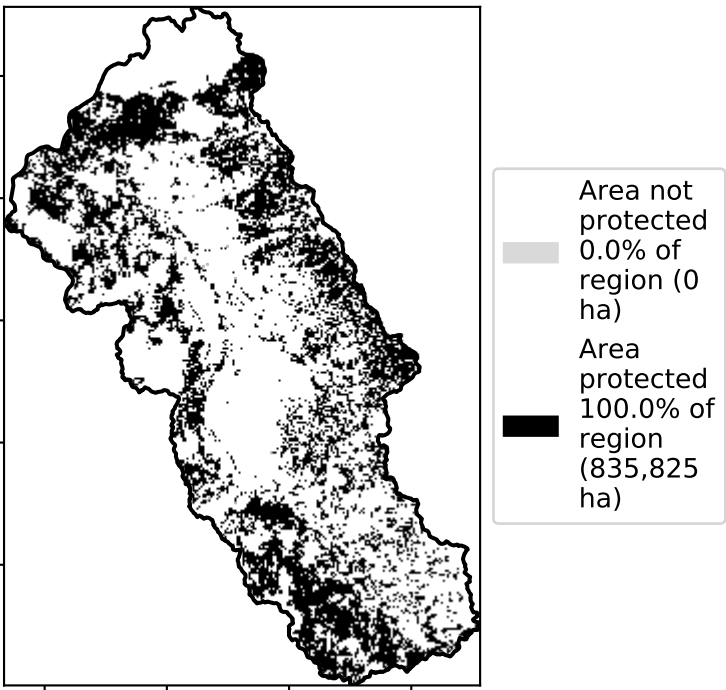 Area not
protected
0.0% of
region (0
ha)
Area
protected
100.0% of
region
(835,825
ha)